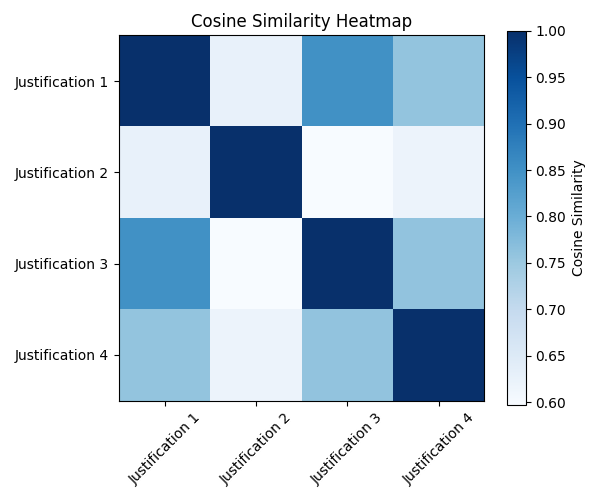 Cosine Similarity Heatmap
Justification 1
Justification 2
Justification 3
Justification 4
Justification 1
Justification 2
Justification 3
Justification 4
1.00
0.95
0.90
0.85
0.80
0.75
0.70
0.65
0.60
Cosine Similarity